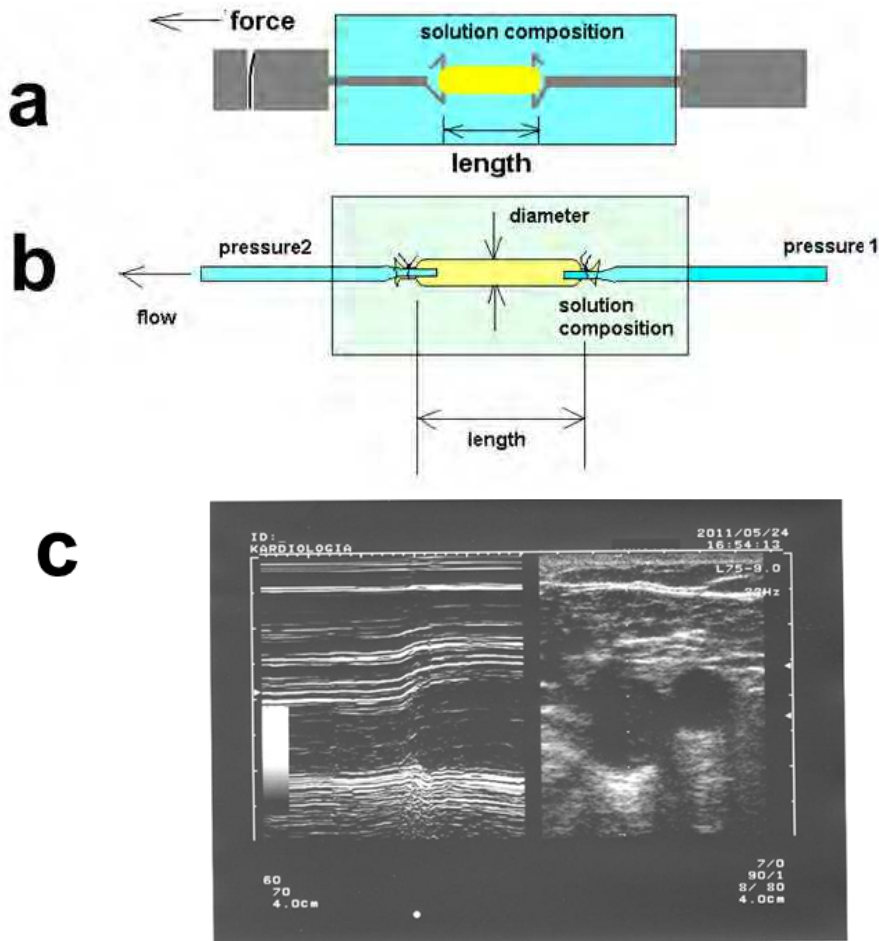 force
solution composition
a
length
b
diameter
pressure2
pressure 1
flow
solution
composition
length
c
ID:_
KARDIOLOGIA
2011/05/24
16:54:13
L75-9.0
60
70
4.0cm
7/0
90/1
8/ 80
4.0cm